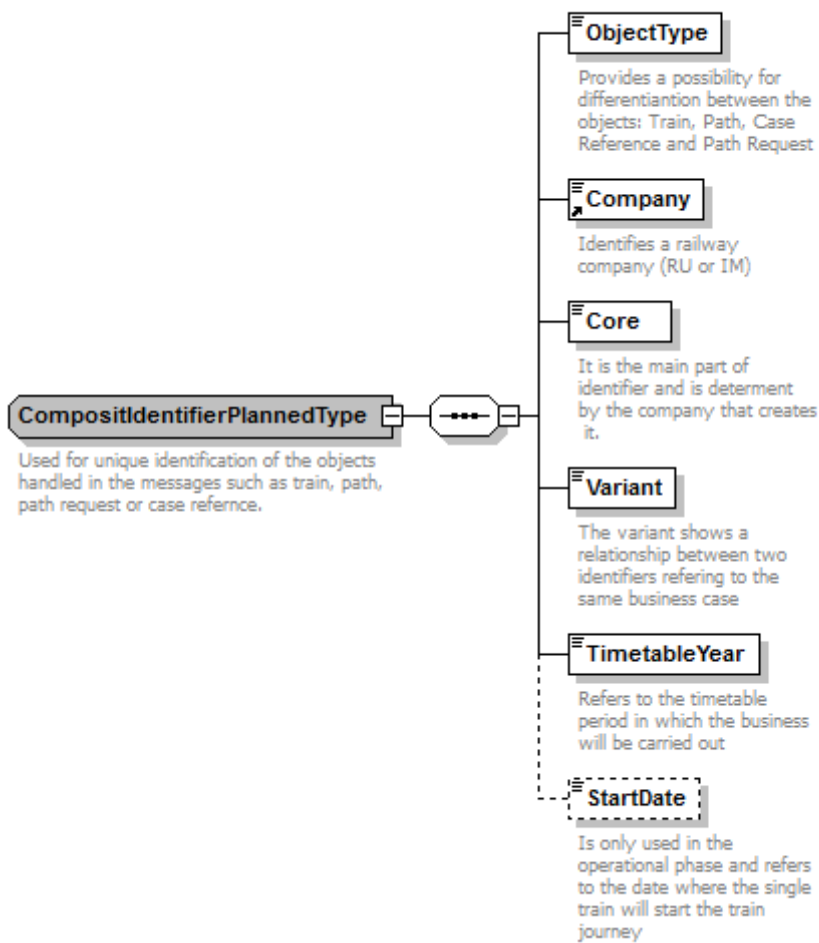 ObjectType
Provides a possibility for
differentiantion between the
objects: Train, Path, Case
Reference and Path Request
Company
Identifies a railway
company (RU or IM)
Core
It is the main part of
identifier and is determent
by the company that creates
it.
CompositIdentifierPlannedType
Used for unique identification of the objects
handled in the messages such as train, path,
path request or case refernce.
Variant
The variant shows a
relationship between two
identifiers refering to the
same business case
TimetableYear
Refers to the timetable
period in which the business
will be carried out
StartDate
Is only used in the
operational phase and refers
to the date where the single
train will start the train
journey